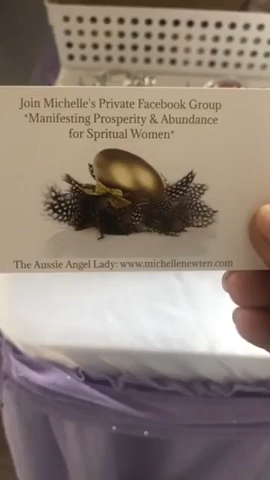 Join Michelle's Private Facebook Group
*Manifesting Prosperity & Abundance
for Spritual Women*
The Aussie Angel Lady: www.michellenewten.com